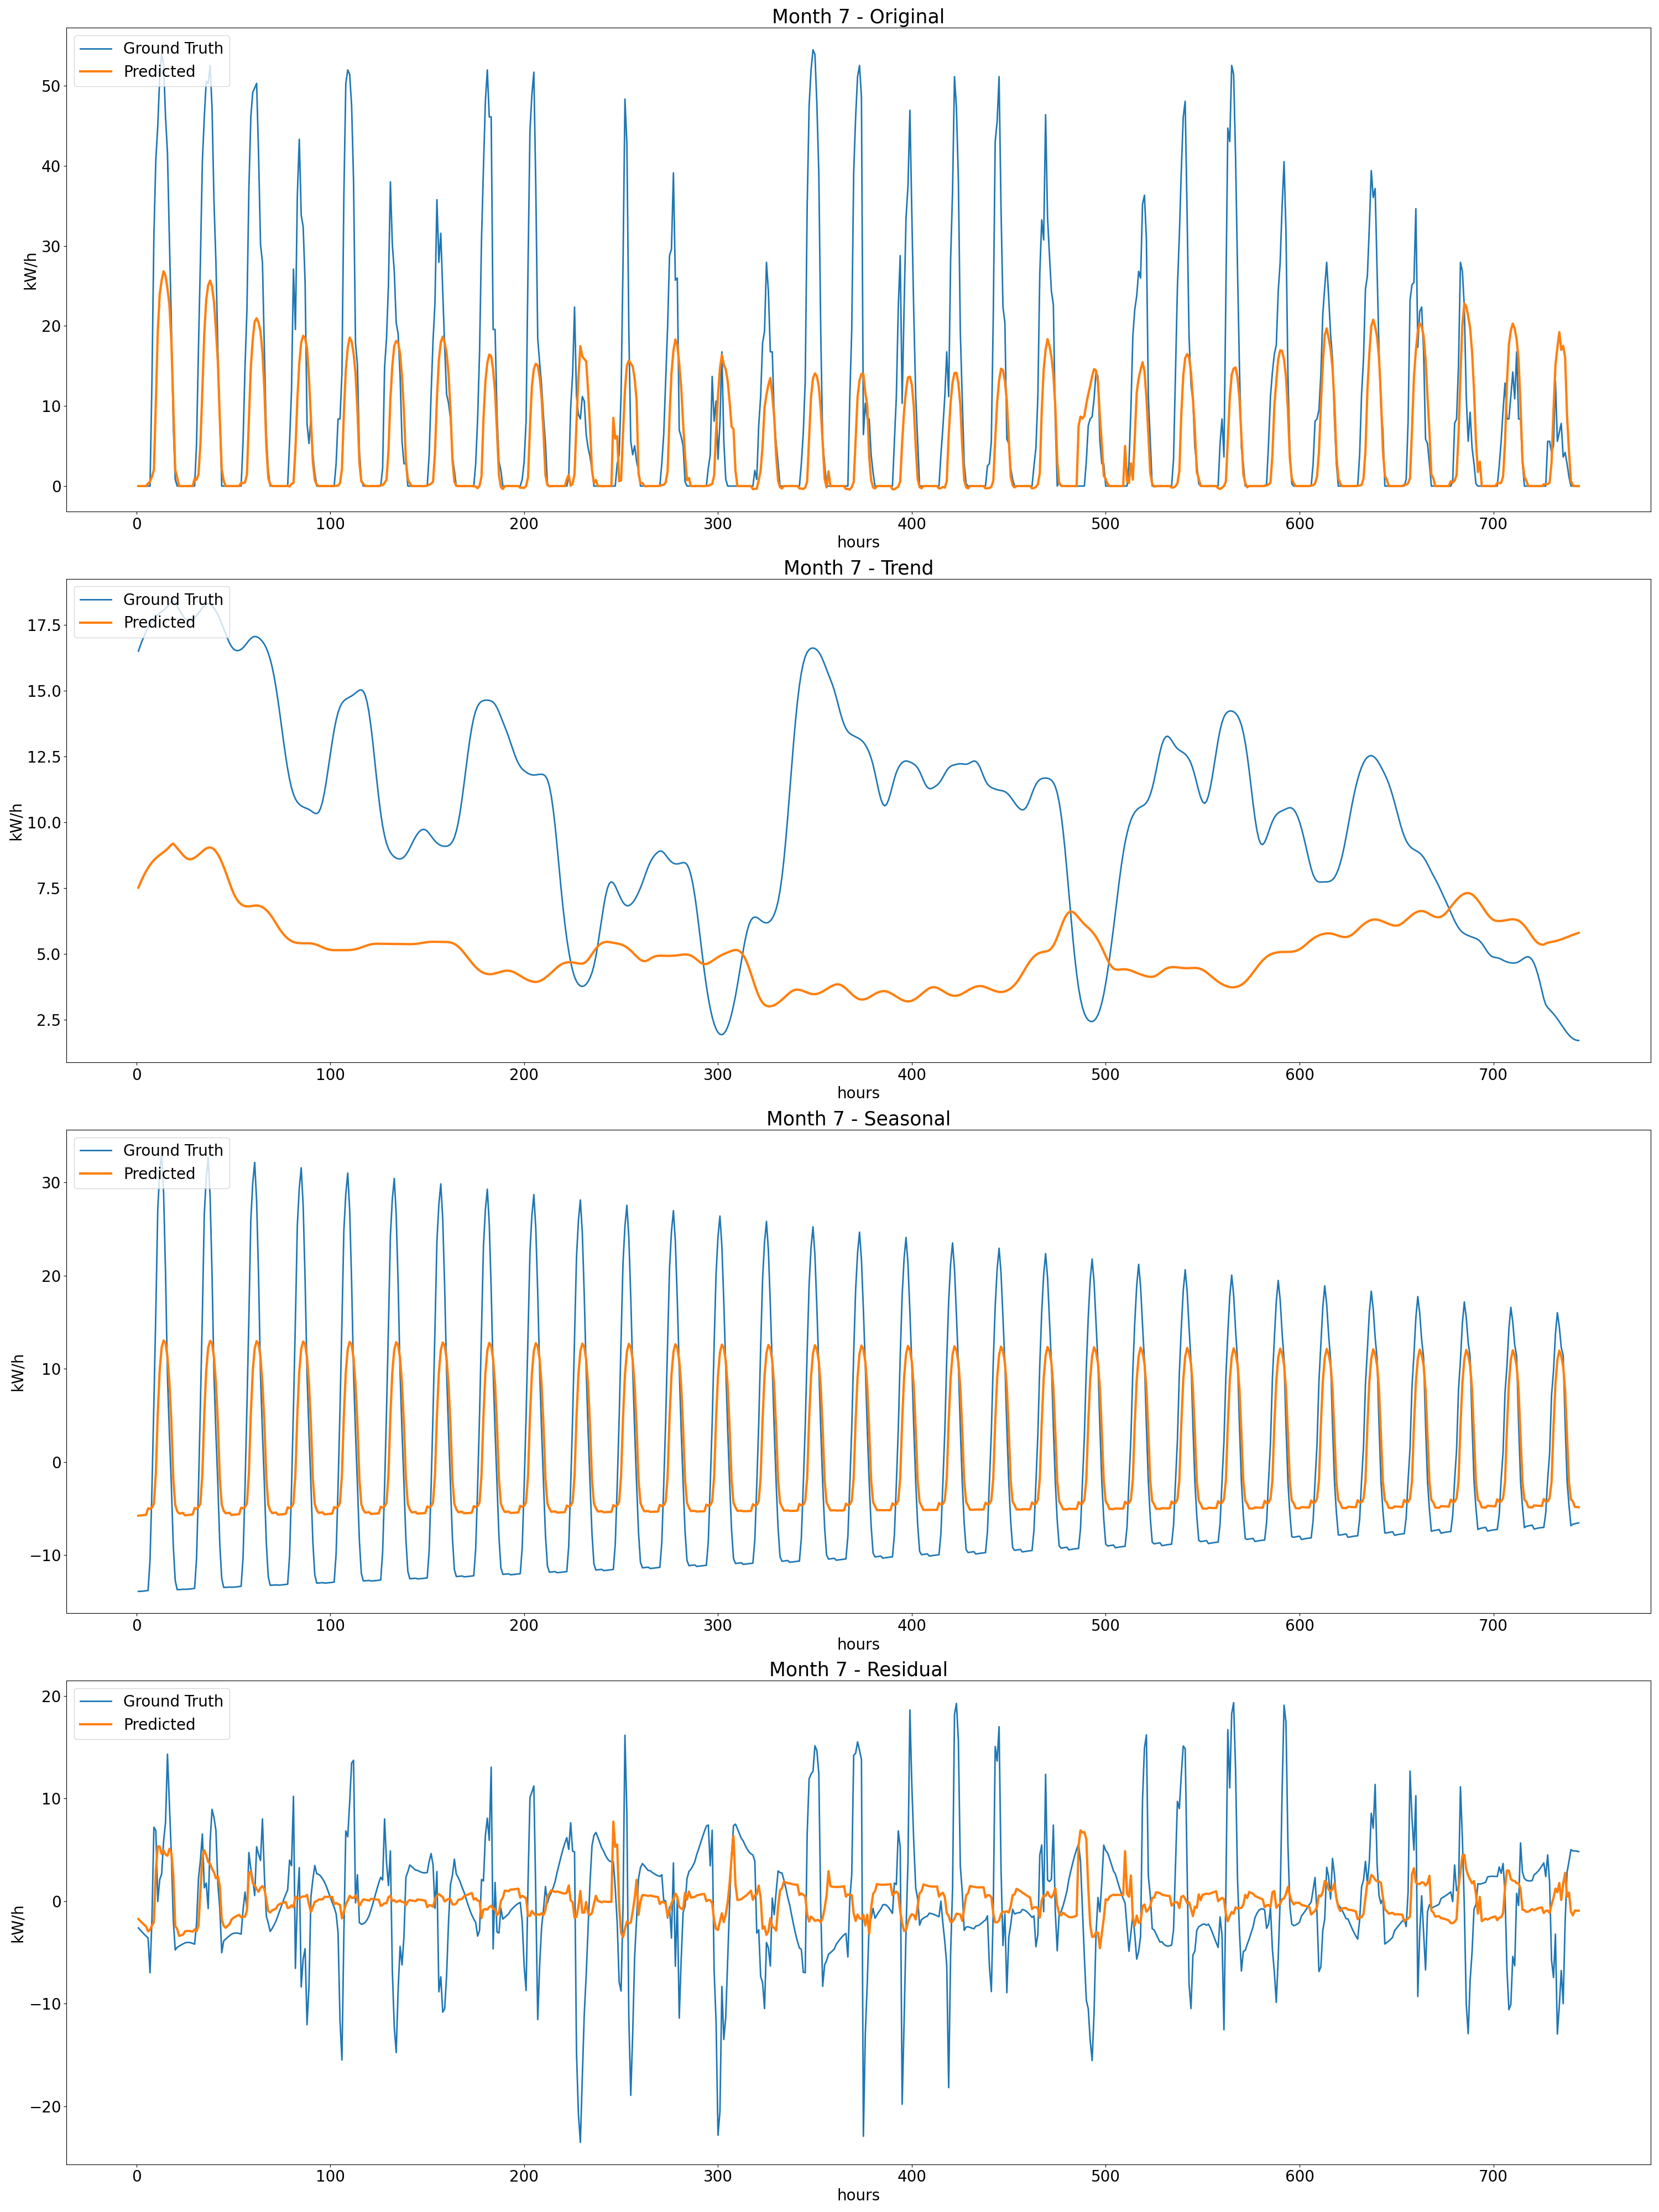 Month 7 - Original
Ground Truth
Predicted
kW/h
50
40
30
20
10
0
0 100 200 300 400 500 600 700
hours
Month 7 - Trend
Ground Truth
Predicted
kW/h
17.5
15.0
12.5
10.0
7.5
5.0
2.5
0 100 200 300 400 500 600 700
hours
Month 7 - Seasonal
Ground Truth
Predicted
kW/h
30
20
10
0
−10
0 100 200 300 400 500 600 700
hours
Month 7 - Residual
Ground Truth
Predicted
kW/h
20
10
0
−10
−20
0 100 200 300 400 500 600 700
hours